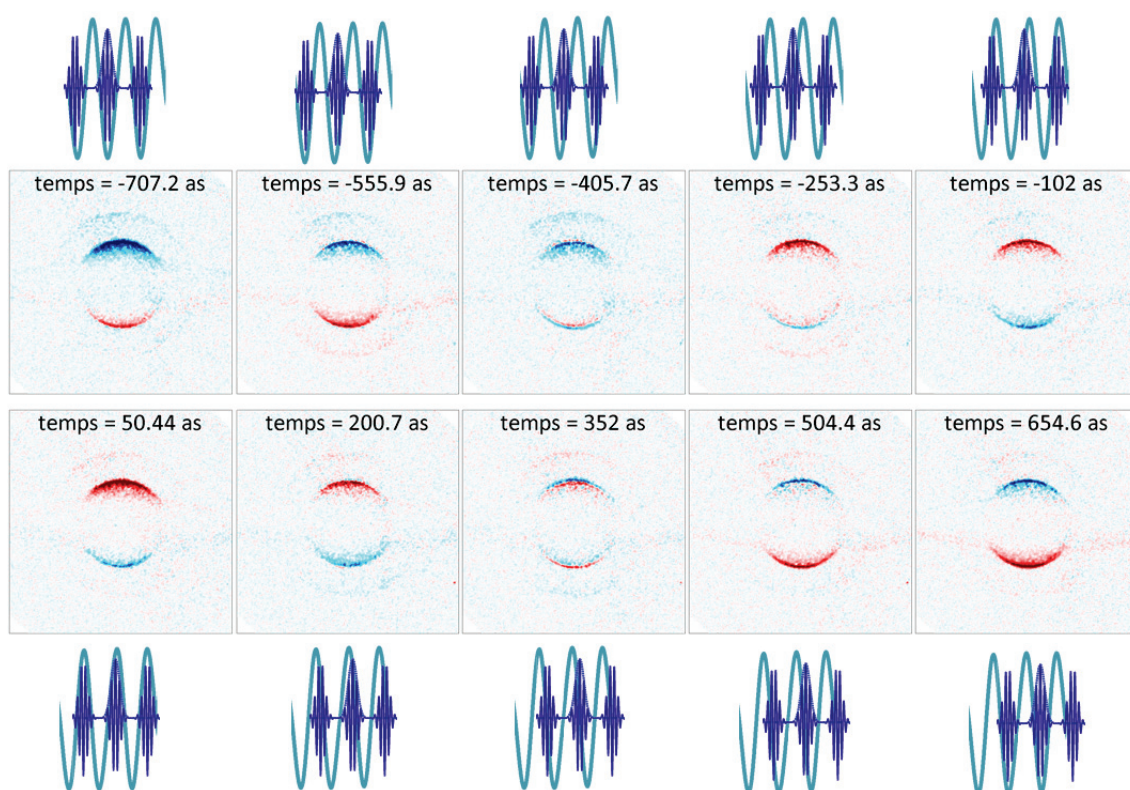 temps = -707.2 as
temps = -555.9 as
temps = -405.7 as
temps = -253.3 as
temps = -102 as
temps = 50.44 as
temps = 200.7 as
temps = 352 as
temps = 504.4 as
temps = 654.6 as